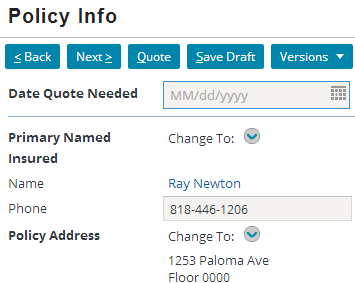 Policy Info
< Back Next > Quote Save Draft Versions
Date Quote Needed MM/dd/yyyy
Primary Named Insured Change To:
Name Ray Newton
Phone 818-446-1206
Policy Address Change To:
1253 Paloma Ave
Floor 0000